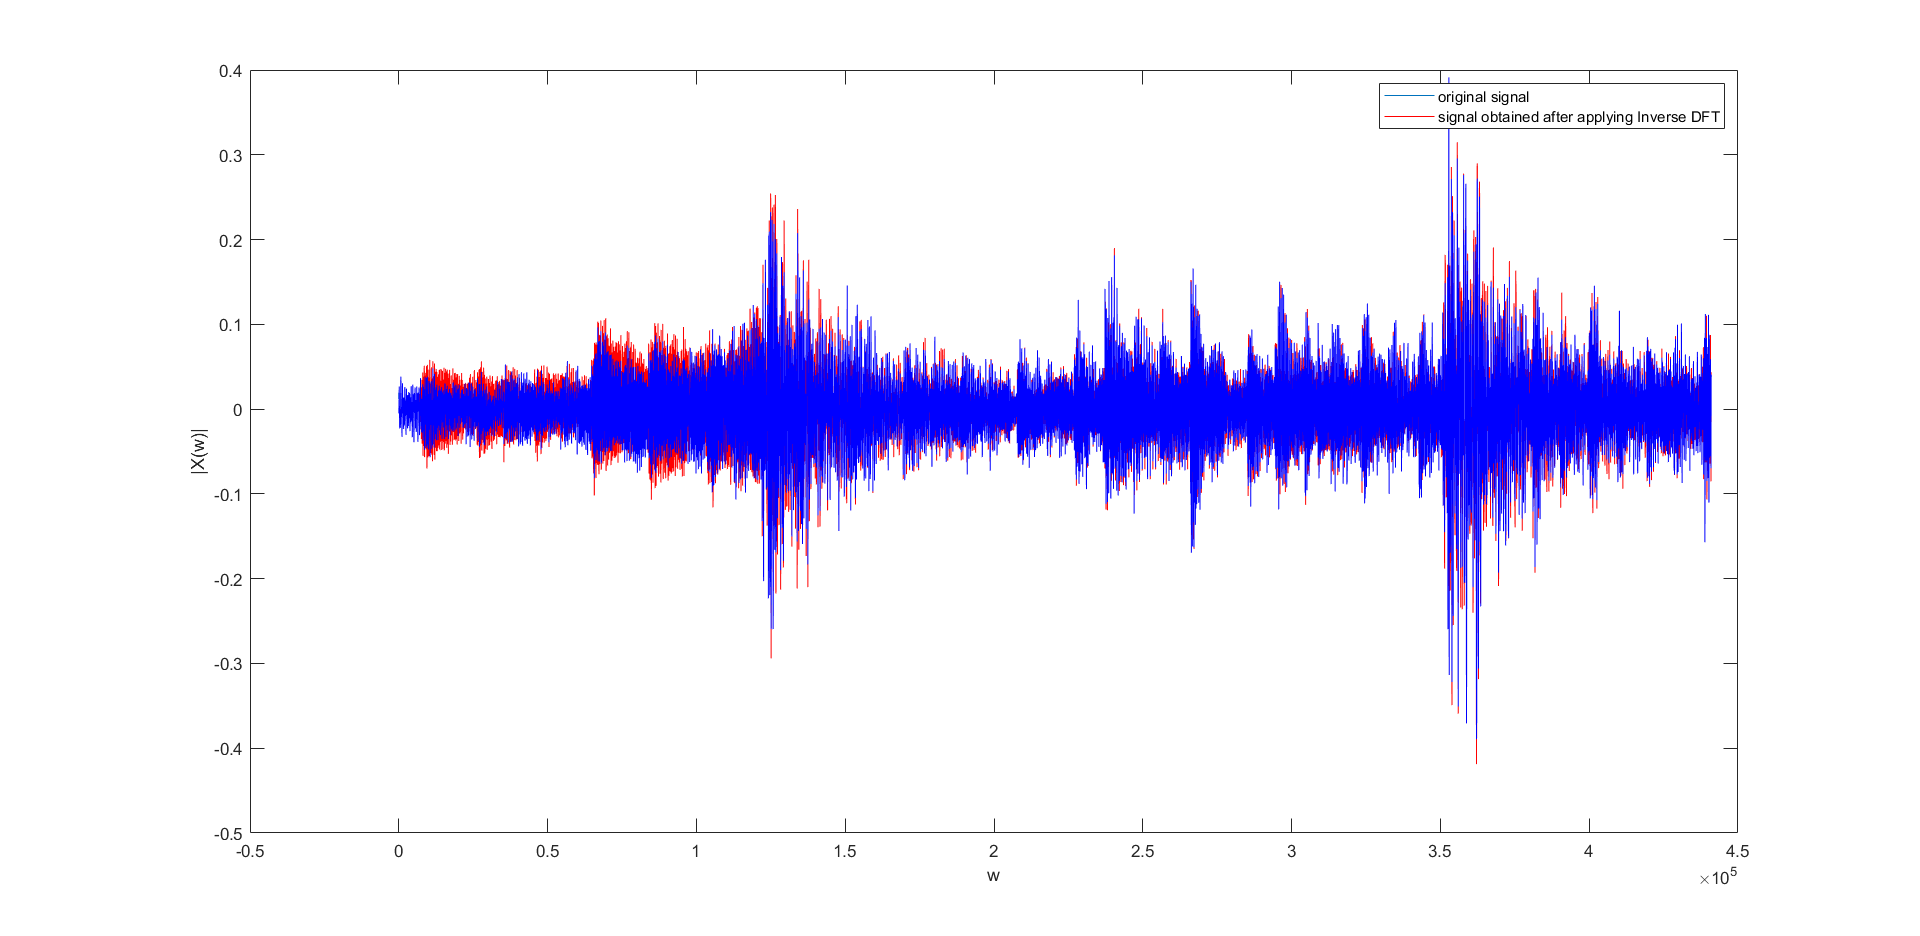 0.4
0.3
0.2
0.1
0
-0.1
-0.2
-0.3
-0.4
-0.5
|X(w)|
original signal
signal obtained after applying Inverse DFT
-0.5 0 0.5 1 1.5 2 2.5 3 3.5 4 4.5
w
×10^5